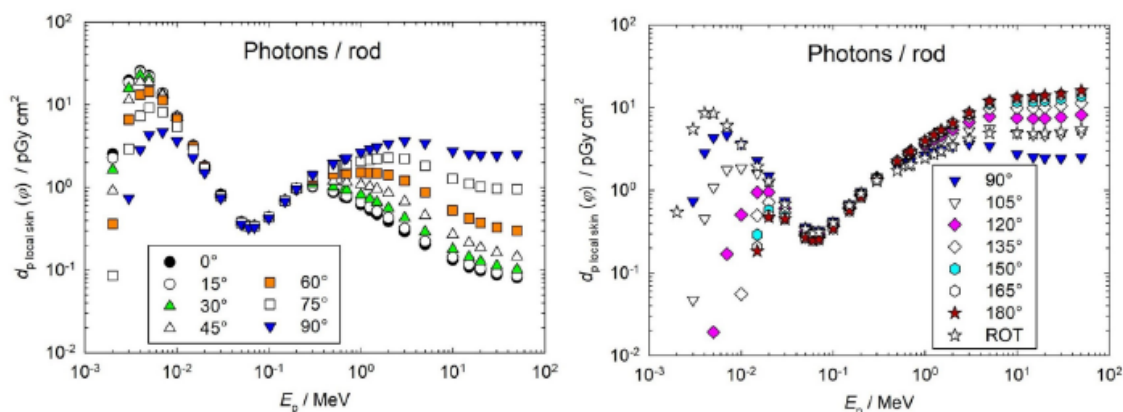 Photons / rod
d_p local skin (φ) / pGy cm²
10²
10¹
10⁰
10⁻¹
10⁻²
0°
15°
30°
45°
60°
75°
90°
10⁻³ 10⁻² 10⁻¹ 10⁰ 10¹ 10²
E_p / MeV
Photons / rod
d_p local skin (φ) / pGy cm²
10²
10¹
10⁰
10⁻¹
10⁻²
90°
105°
120°
135°
150°
165°
180°
ROT
10⁻³ 10⁻² 10⁻¹ 10⁰ 10¹ 10²
E_p / MeV